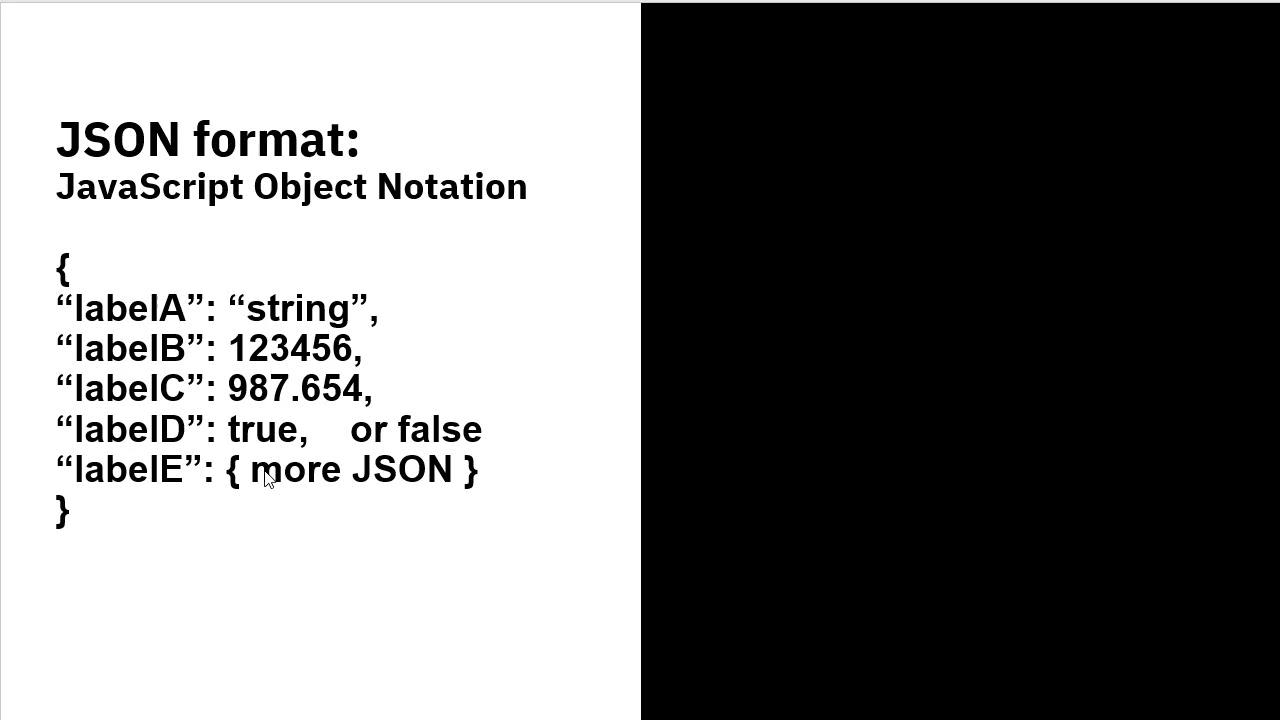 JSON format:
JavaScript Object Notation
{
“labelA”: “string”,
“labelB”: 123456,
“labelC”: 987.654,
“labelD”: true,    or false
“labelE”: { more JSON }
}